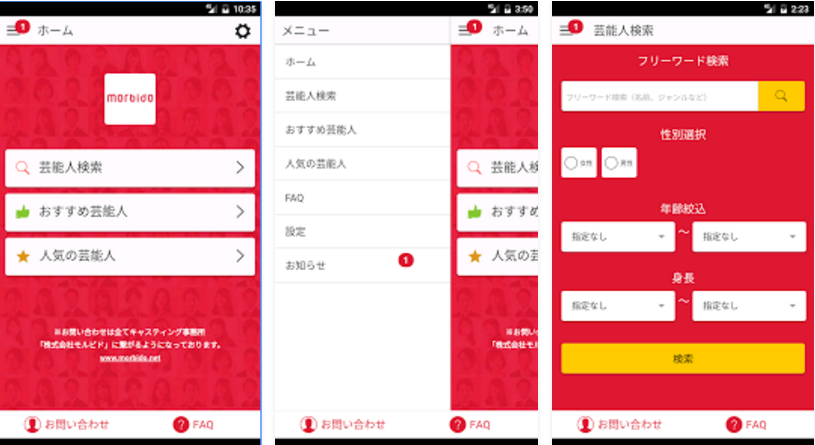 10:35
1
ホーム
morbido
芸能人検索
おすすめ芸能人
人気の芸能人
※お問い合わせは全てキャスティング事務所
「株式会社モルビド」に繋がるようになっております。
www.morbido.net
お問い合わせ
? FAQ
3:50
メニュー
1
ホーム
ホーム
芸能人検索
おすすめ芸能人
人気の芸能人
FAQ
設定
お知らせ
1
芸能人検
おすすめ
人気の芸
※お問い
「株式会社モルビ
お問い合わせ
? FAQ
2:23
1
芸能人検索
フリーワード検索
フリーワード検索（名前、ジャンルなど）
性別選択
女性
男性
年齢絞込
指定なし
～
指定なし
身長
指定なし
～
指定なし
検索
お問い合わせ
? FAQ